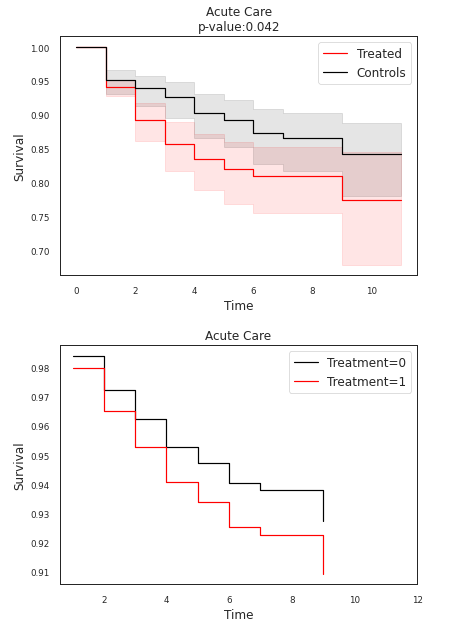 Acute Care
p-value:0.042
1.00
0.95
0.90
0.85
0.80
0.75
0.70
Survival
Treated
Controls
0 2 4 6 8 10
Time
Acute Care
0.98
0.97
0.96
0.95
0.94
0.93
0.92
0.91
Survival
Treatment=0
Treatment=1
2 4 6 8 10 12
Time